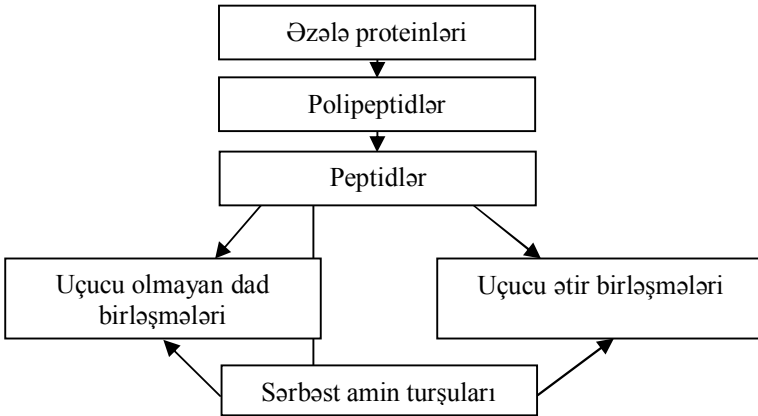 Əzələ proteinləri
Polipeptidlər
Peptidlər
Uçucu olmayan dad
birləşmələri
Uçucu ətir birləşmələri
Sərbəst amin turşuları